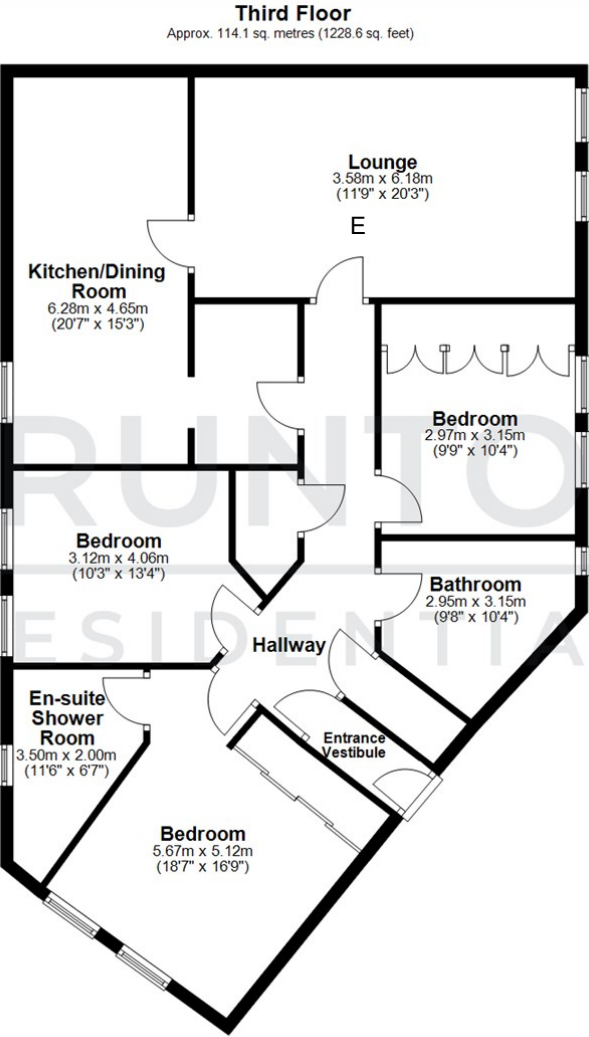 Third Floor
Approx. 114.1 sq. metres (1228.6 sq. feet)
Lounge
3.58m x 6.18m
(11'9" x 20'3")
E
Kitchen/Dining
Room
6.28m x 4.65m
(20'7" x 15'3")
RUNTO
Bedroom
2.97m x 3.15m
(9'9" x 10'4")
Bedroom
3.12m x 4.06m
(10'3" x 13'4")
Bathroom
2.95m x 3.15m
(9'8" x 10'4")
ESIDENTIA
Hallway
En-suite
Shower
Room
3.50m x 2.00m
(11'6" x 6'7")
Entrance
Vestibule
Bedroom
5.67m x 5.12m
(18'7" x 16'9")